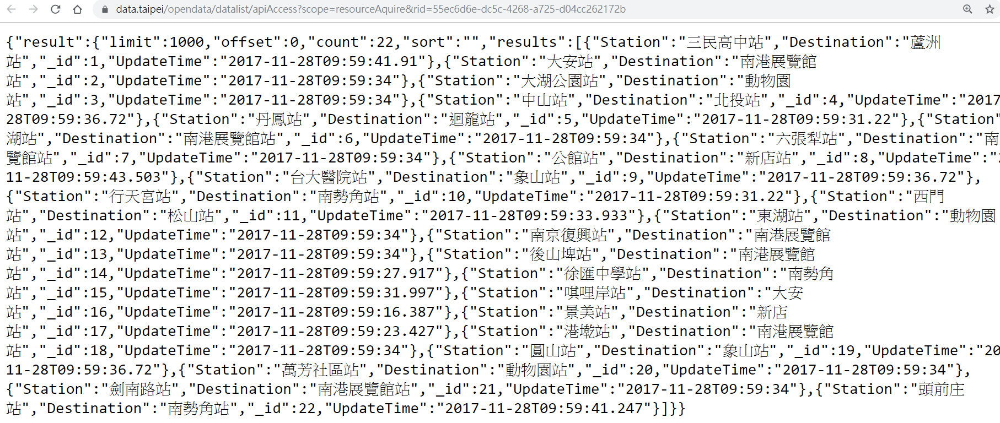 data.taipei/opendata/datalist/apiAccess?scope=resourceAquire&rid=55ec6d6e-dc5c-4268-a725-d04cc262172b
{"result":{"limit":1000,"offset":0,"count":22,"sort":"","results":[{"Station":"三民高中站","Destination":"蘆洲
站","_id":1,"UpdateTime":"2017-11-28T09:59:41.91"},{"Station":"大安站","Destination":"南港展覽館
站","_id":2,"UpdateTime":"2017-11-28T09:59:34"},{"Station":"大湖公園站","Destination":"動物園
站","_id":3,"UpdateTime":"2017-11-28T09:59:34"},{"Station":"中山站","Destination":"北投站","_id":4,"UpdateTime":"2017
28T09:59:36.72"},{"Station":"丹鳳站","Destination":"迴龍站","_id":5,"UpdateTime":"2017-11-28T09:59:31.22"},{"Station
湖站","Destination":"南港展覽館站","_id":6,"UpdateTime":"2017-11-28T09:59:34"},{"Station":"六張犁站","Destination":"南
覽館站","_id":7,"UpdateTime":"2017-11-28T09:59:34"},{"Station":"公館站","Destination":"新店站","_id":8,"UpdateTime":"
11-28T09:59:43.503"},{"Station":"台大醫院站","Destination":"象山站","_id":9,"UpdateTime":"2017-11-28T09:59:36.72"},
{"Station":"行天宮站","Destination":"南勢角站","_id":10,"UpdateTime":"2017-11-28T09:59:31.22"},{"Station":"西門
站","Destination":"松山站","_id":11,"UpdateTime":"2017-11-28T09:59:33.933"},{"Station":"東湖站","Destination":"動物園
站","_id":12,"UpdateTime":"2017-11-28T09:59:34"},{"Station":"南京復興站","Destination":"南港展覽館
站","_id":13,"UpdateTime":"2017-11-28T09:59:34"},{"Station":"後山埤站","Destination":"南港展覽館
站","_id":14,"UpdateTime":"2017-11-28T09:59:27.917"},{"Station":"徐匯中學站","Destination":"南勢角
站","_id":15,"UpdateTime":"2017-11-28T09:59:31.997"},{"Station":"唭哩岸站","Destination":"大安
站","_id":16,"UpdateTime":"2017-11-28T09:59:16.387"},{"Station":"景美站","Destination":"新店
站","_id":17,"UpdateTime":"2017-11-28T09:59:23.427"},{"Station":"港墘站","Destination":"南港展覽館
站","_id":18,"UpdateTime":"2017-11-28T09:59:34"},{"Station":"圓山站","Destination":"象山站","_id":19,"UpdateTime":"20
11-28T09:59:36.72"},{"Station":"萬芳社區站","Destination":"動物園站","_id":20,"UpdateTime":"2017-11-28T09:59:34"},
{"Station":"劍南路站","Destination":"南港展覽館站","_id":21,"UpdateTime":"2017-11-28T09:59:34"},{"Station":"頭前庄
站","Destination":"南勢角站","_id":22,"UpdateTime":"2017-11-28T09:59:41.247"}]}}